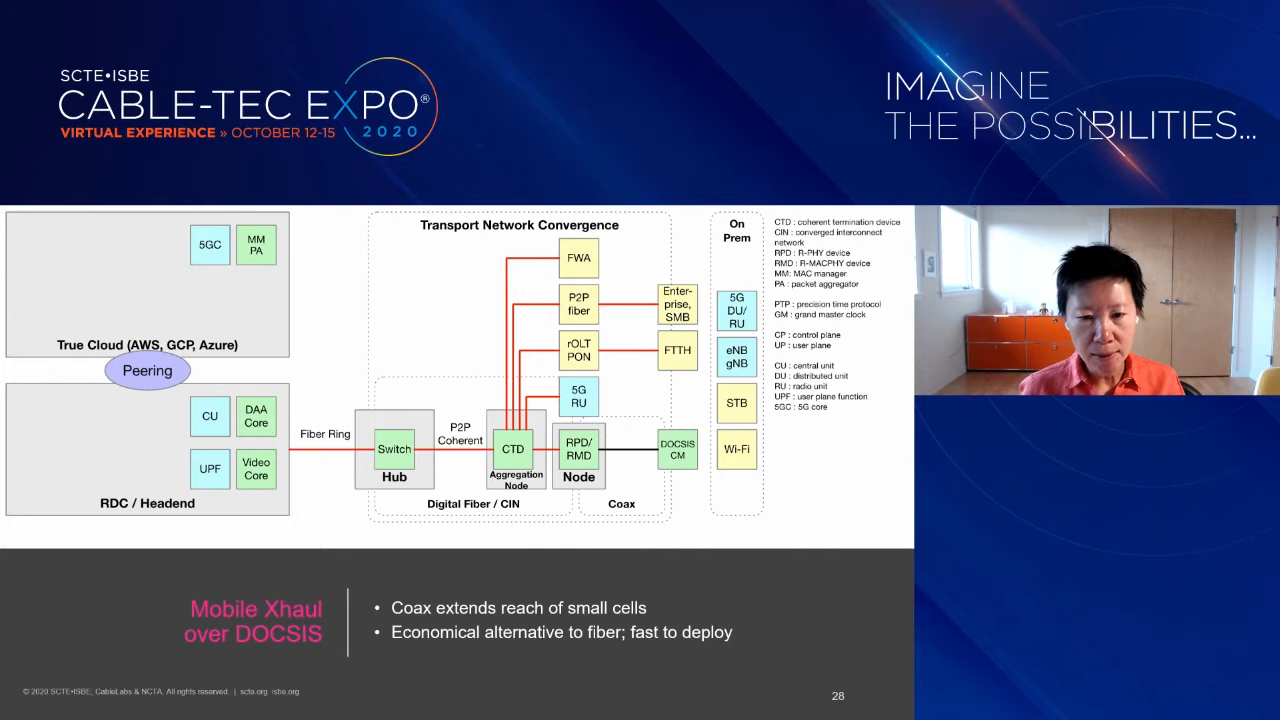 SCTE•ISBE
CABLE-TEC EXPO®
VIRTUAL EXPERIENCE » OCTOBER 12-15
2020
IMAGINE
THE POSSIBILITIES...
Transport Network Convergence
On
Prem
5GC
MM
PA
True Cloud (AWS, GCP, Azure)
Peering
CU
DAA
Core
UPF
Video
Core
RDC / Headend
Fiber Ring
Switch
Hub
P2P
Coherent
CTD
Aggregation
Node
FWA
P2P
fiber
Enter-
prise,
SMB
rOLT
PON
FTTH
5G
RU
RPD/
RMD
Node
DOCSIS
CM
Digital Fiber / CIN
Coax
5G
DU/
RU
eNB
gNB
STB
Wi-Fi
CTD : coherent termination device
CIN : converged interconnect
network
RPD : R-PHY device
RMD : R-MACPHY device
MM: MAC manager
PA : packet aggregator
PTP : precision time protocol
GM : grand master clock
CP : control plane
UP : user plane
CU : central unit
DU : distributed unit
RU : radio unit
UPF : user plane function
5GC : 5G core
Mobile Xhaul
over DOCSIS
• Coax extends reach of small cells
• Economical alternative to fiber; fast to deploy
© 2020 SCTE•ISBE, CableLabs & NCTA. All rights reserved. | scte.org isbe.org
28